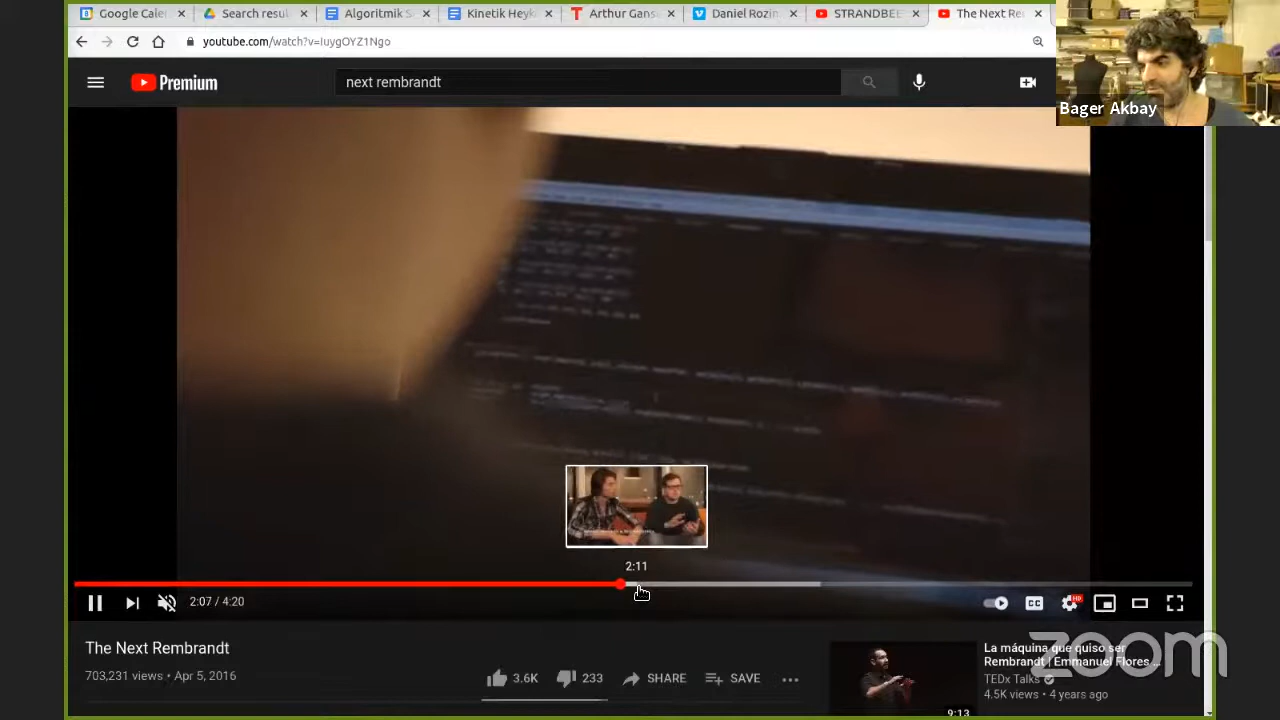 Google Cale
Search resul
Algoritmik S
Kinetik Heyk
Arthur Gans
Daniel Rozin
STRANDBEE
The Next Re
youtube.com/watch?v=IuygOYZ1Ngo
Premium
next rembrandt
Bager Akbay
2:11
2:07 / 4:20
CC
HD
The Next Rembrandt
703,231 views • Apr 5, 2016
3.6K
233
SHARE
SAVE
La máquina que quiso ser
Rembrandt | Emmanuel Flores ...
TEDx Talks
4.5K views • 4 years ago
9:13
zoom